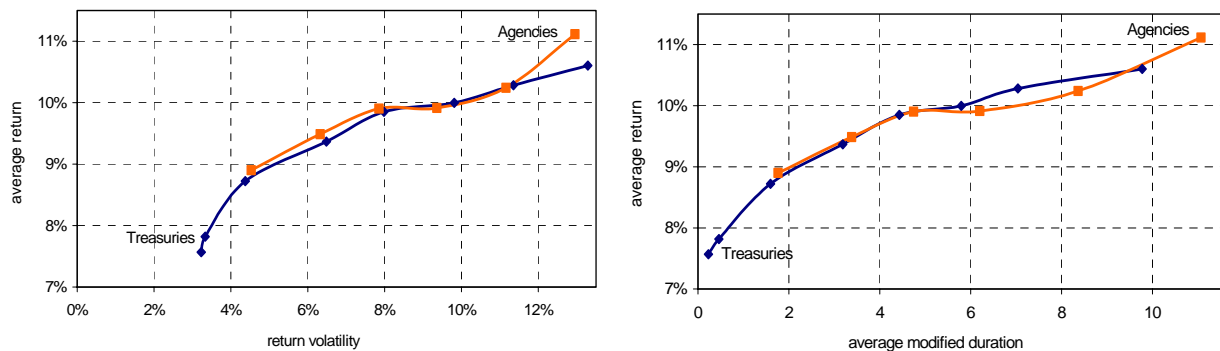 11%
10%
9%
8%
7%
0%
2%
4%
6%
8%
10%
12%
average return
return volatility
Agencies
Treasuries
11%
10%
9%
8%
7%
0
2
4
6
8
10
average return
average modified duration
Agencies
Treasuries